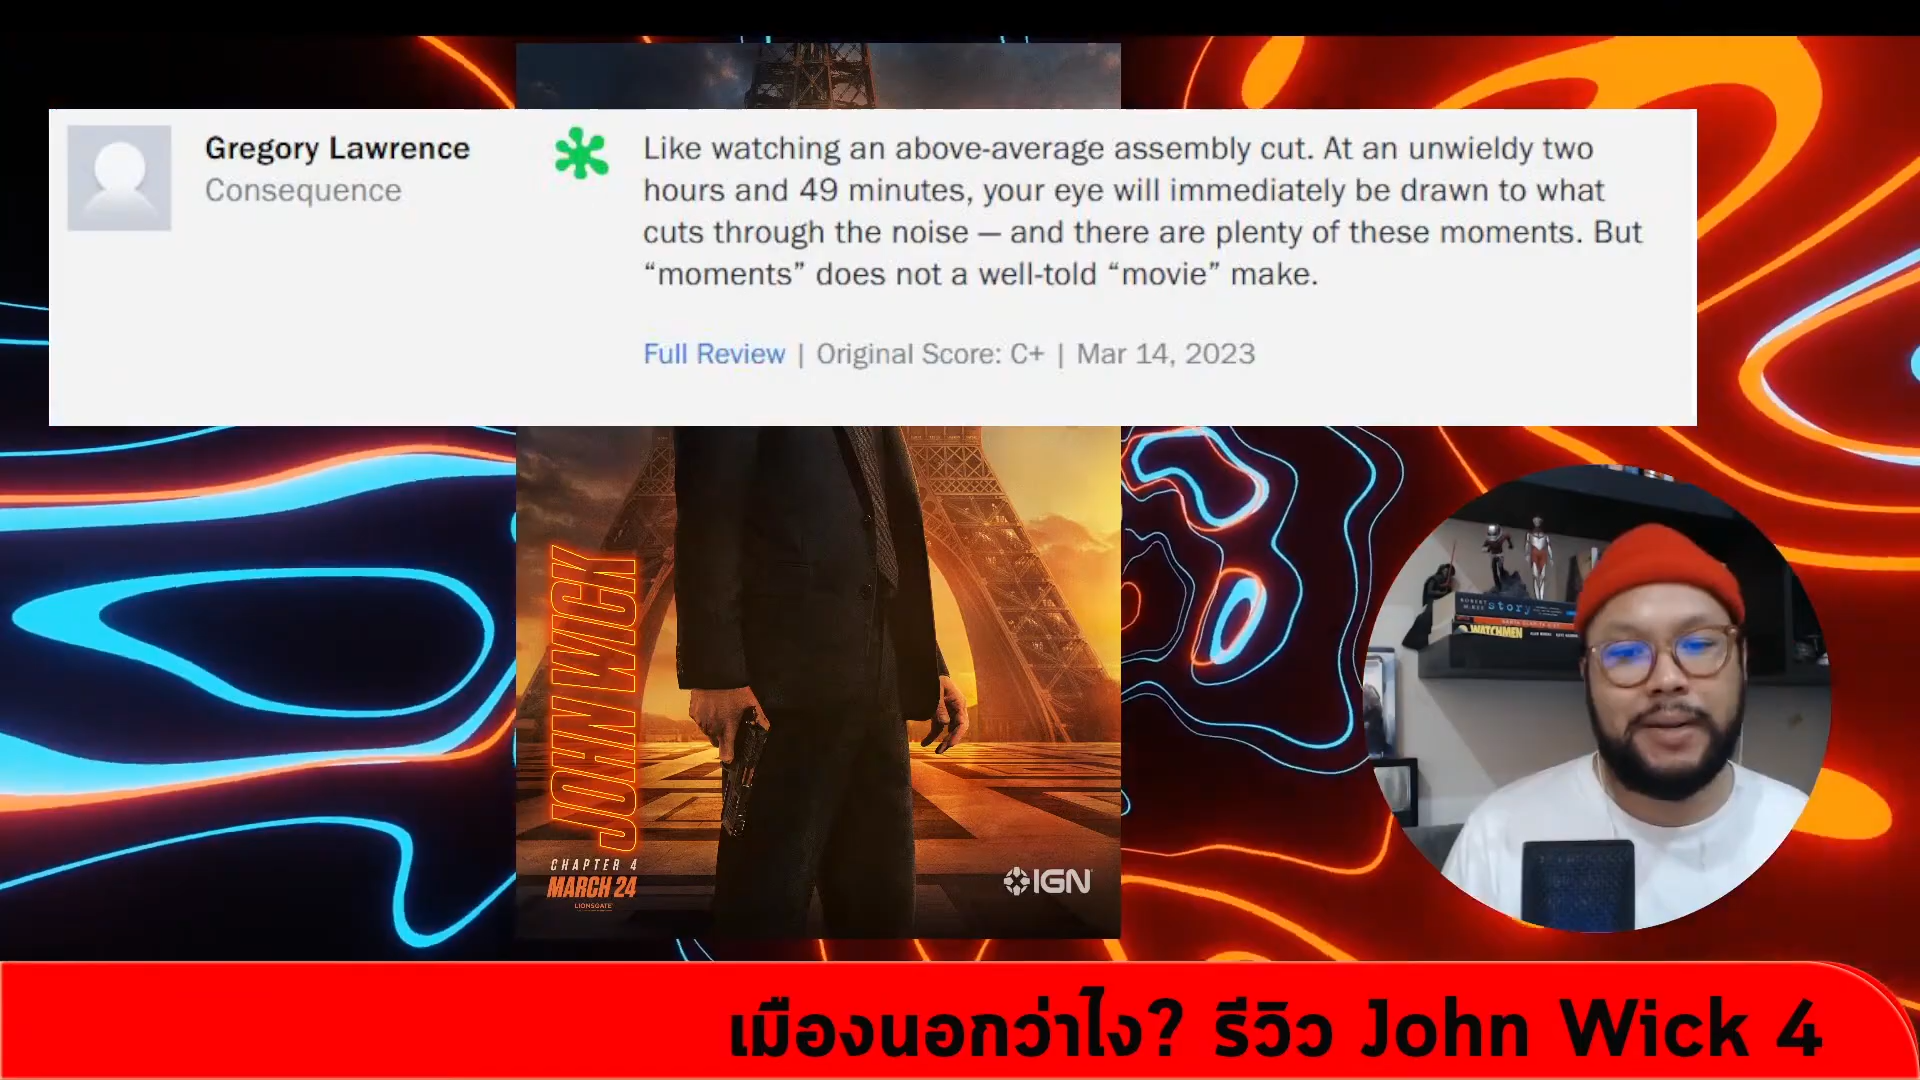 Gregory Lawrence
Consequence
Like watching an above-average assembly cut. At an unwieldy two
hours and 49 minutes, your eye will immediately be drawn to what
cuts through the noise — and there are plenty of these moments. But
“moments” does not a well-told “movie” make.
Full Review | Original Score: C+ | Mar 14, 2023
JOHN WICK
CHAPTER 4
MARCH 24
LIONSGATE
IGN
ROBERT MCKEE story
WATCHMEN
เมืองนอกว่าไง? รีวิว John Wick 4